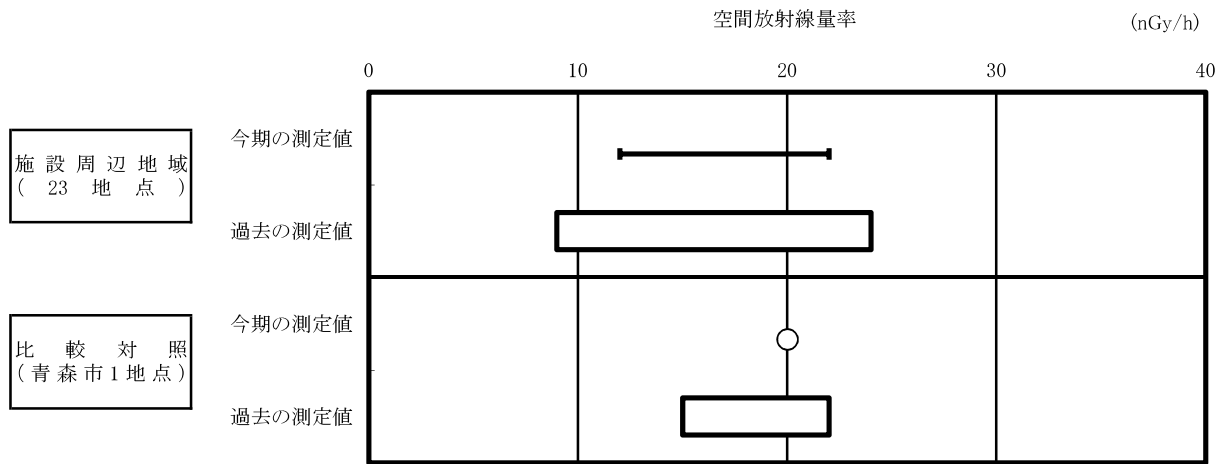 空間放射線量率
(nGy/h)
0 10 20 30 40
施設周辺地域
(23地点)
今期の測定値
過去の測定値
比較対照
(青森市1地点)
今期の測定値
過去の測定値